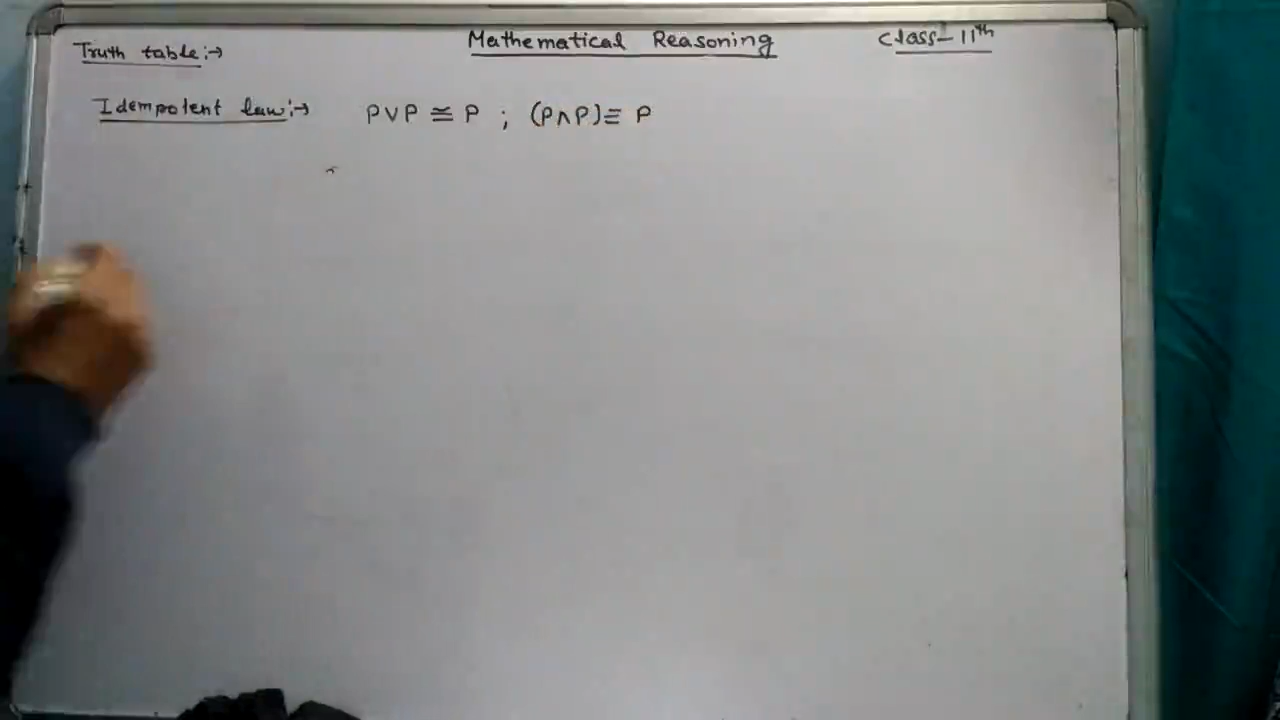 Truth table:→ Mathematical Reasoning Class-11th
Idempotent law:→ P∨P ≅ P ; (P∧P)≡ P